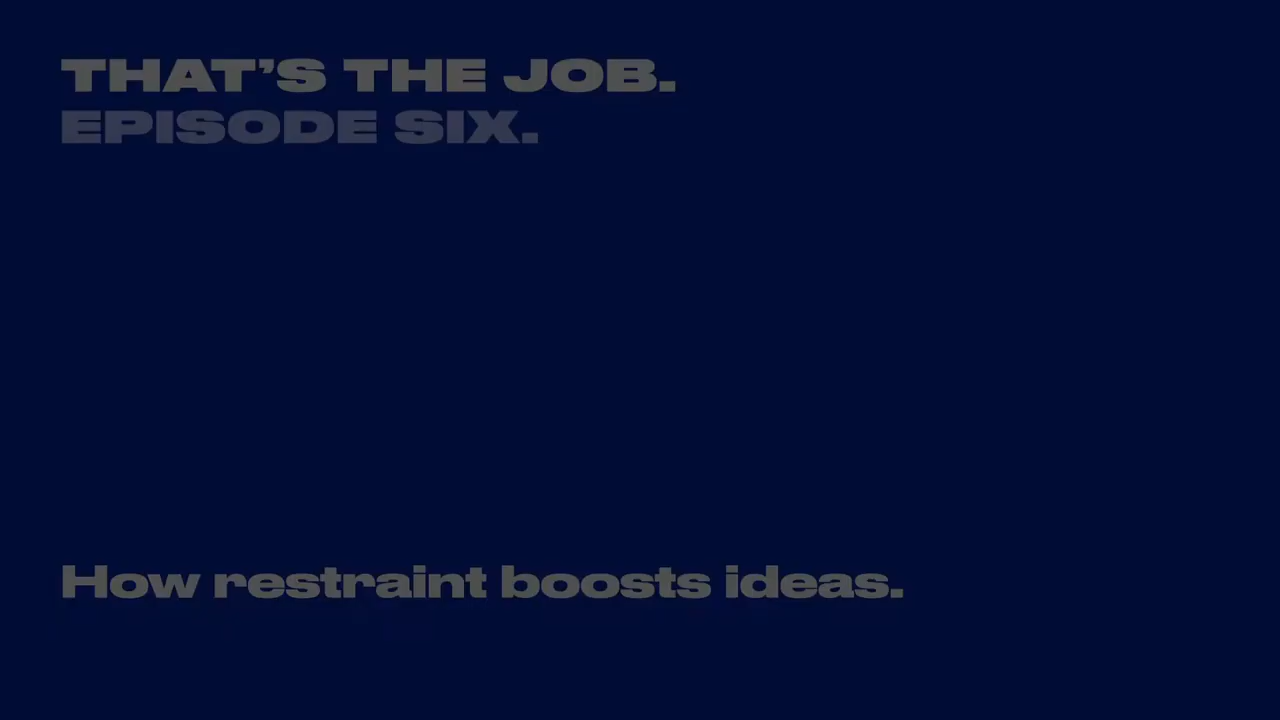 THAT’S THE JOB.
EPISODE SIX.
How restraint boosts ideas.